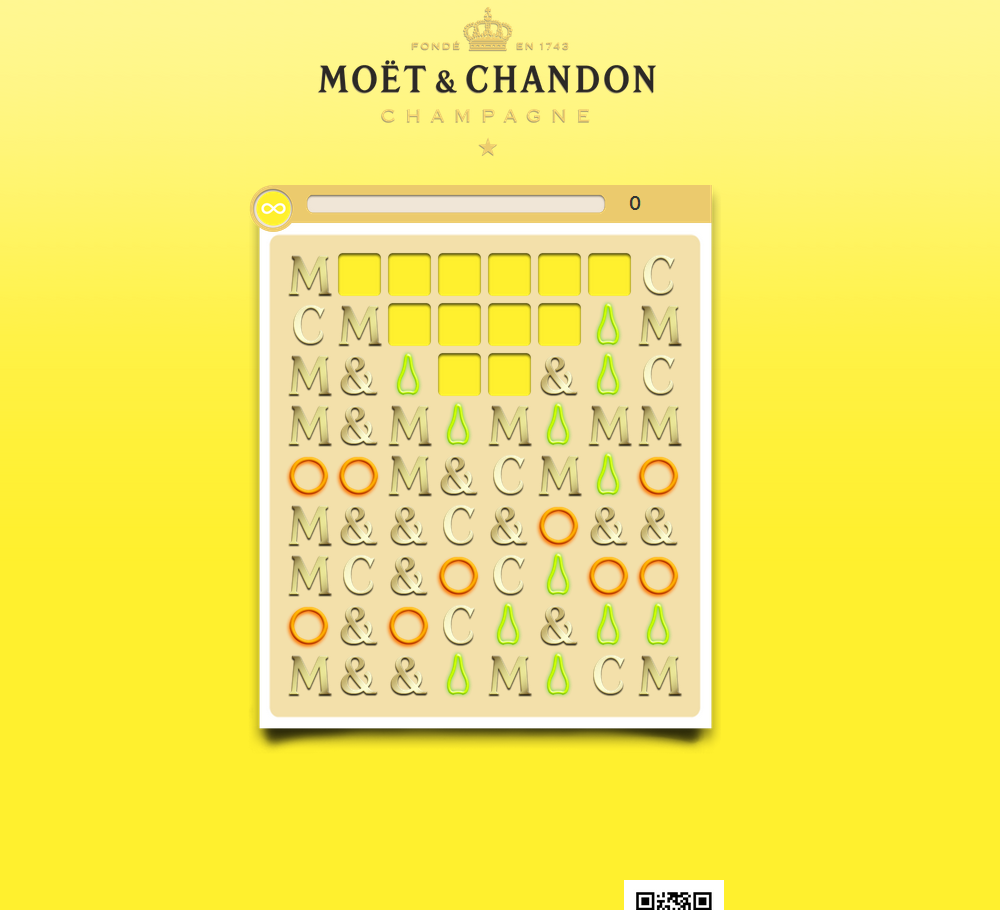 FONDÉ EN 1743
MOËT & CHANDON
CHAMPAGNE
0
M C
C M M
M & & C
M & M M M M
M & C M
M & & C & & &
M C & C
& C &
M & & M C M